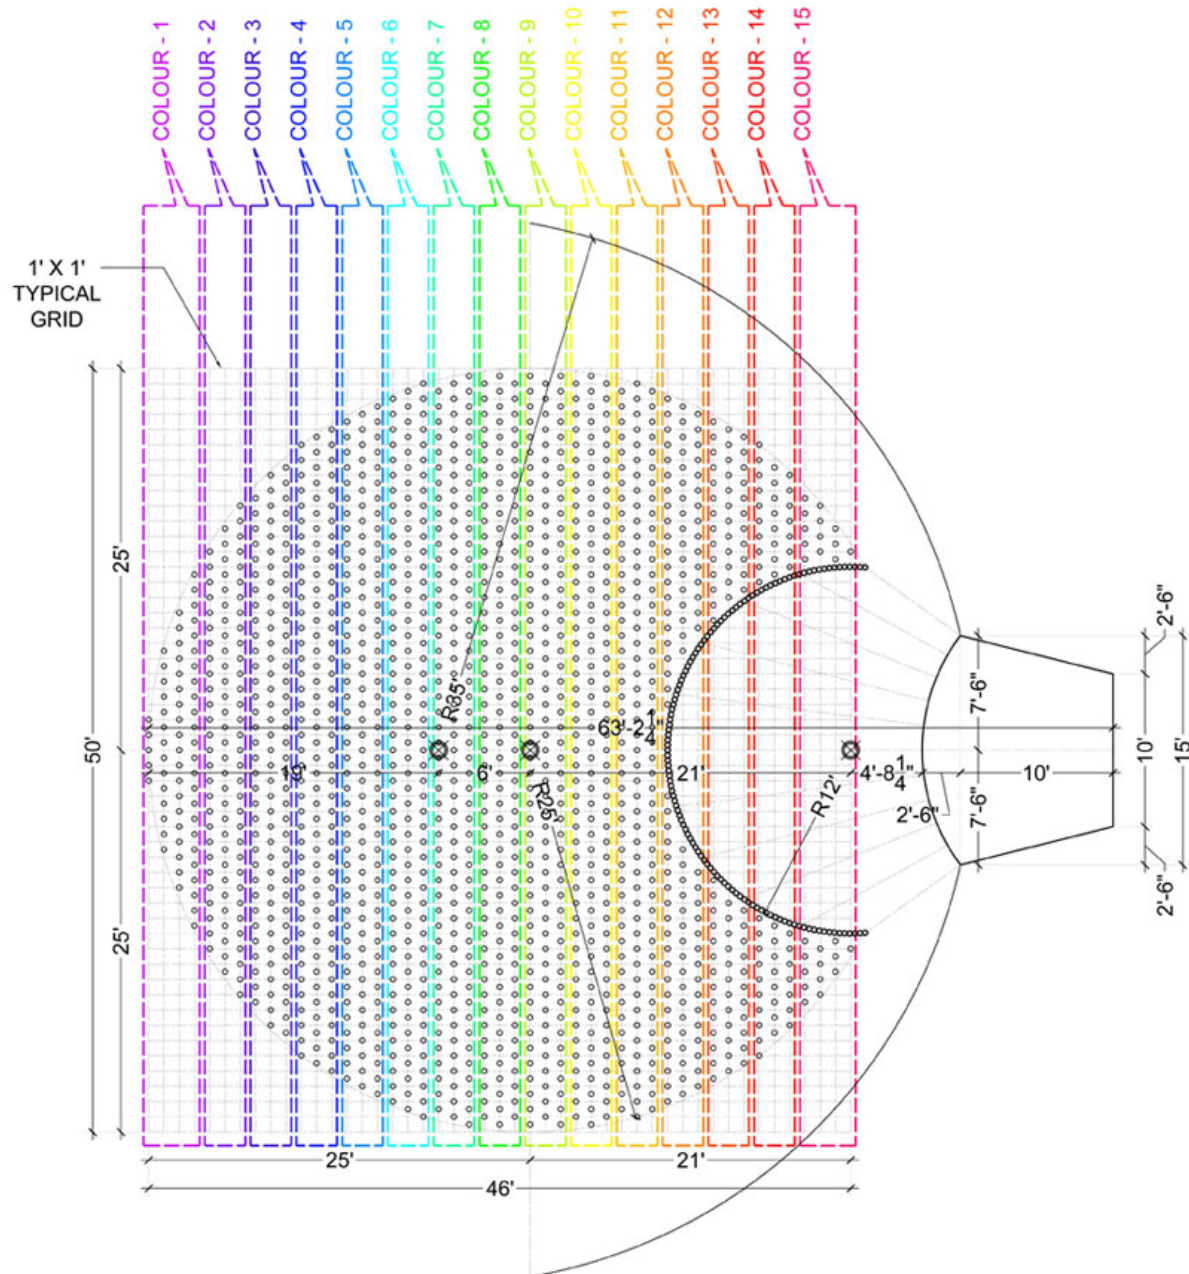 COLOUR - 1
COLOUR - 2
COLOUR - 3
COLOUR - 4
COLOUR - 5
COLOUR - 6
COLOUR - 7
COLOUR - 8
COLOUR - 9
COLOUR - 10
COLOUR - 11
COLOUR - 12
COLOUR - 13
COLOUR - 14
COLOUR - 15
1' X 1'
TYPICAL
GRID
25'
50'
25'
R35'
63'-2 1/4"
19'
6'
R25'
21'
R12'
4'-8 1/4"
2'-6"
7'-6"
7'-6"
10'
2'-6"
10'
15'
2'-6"
25'
21'
46'